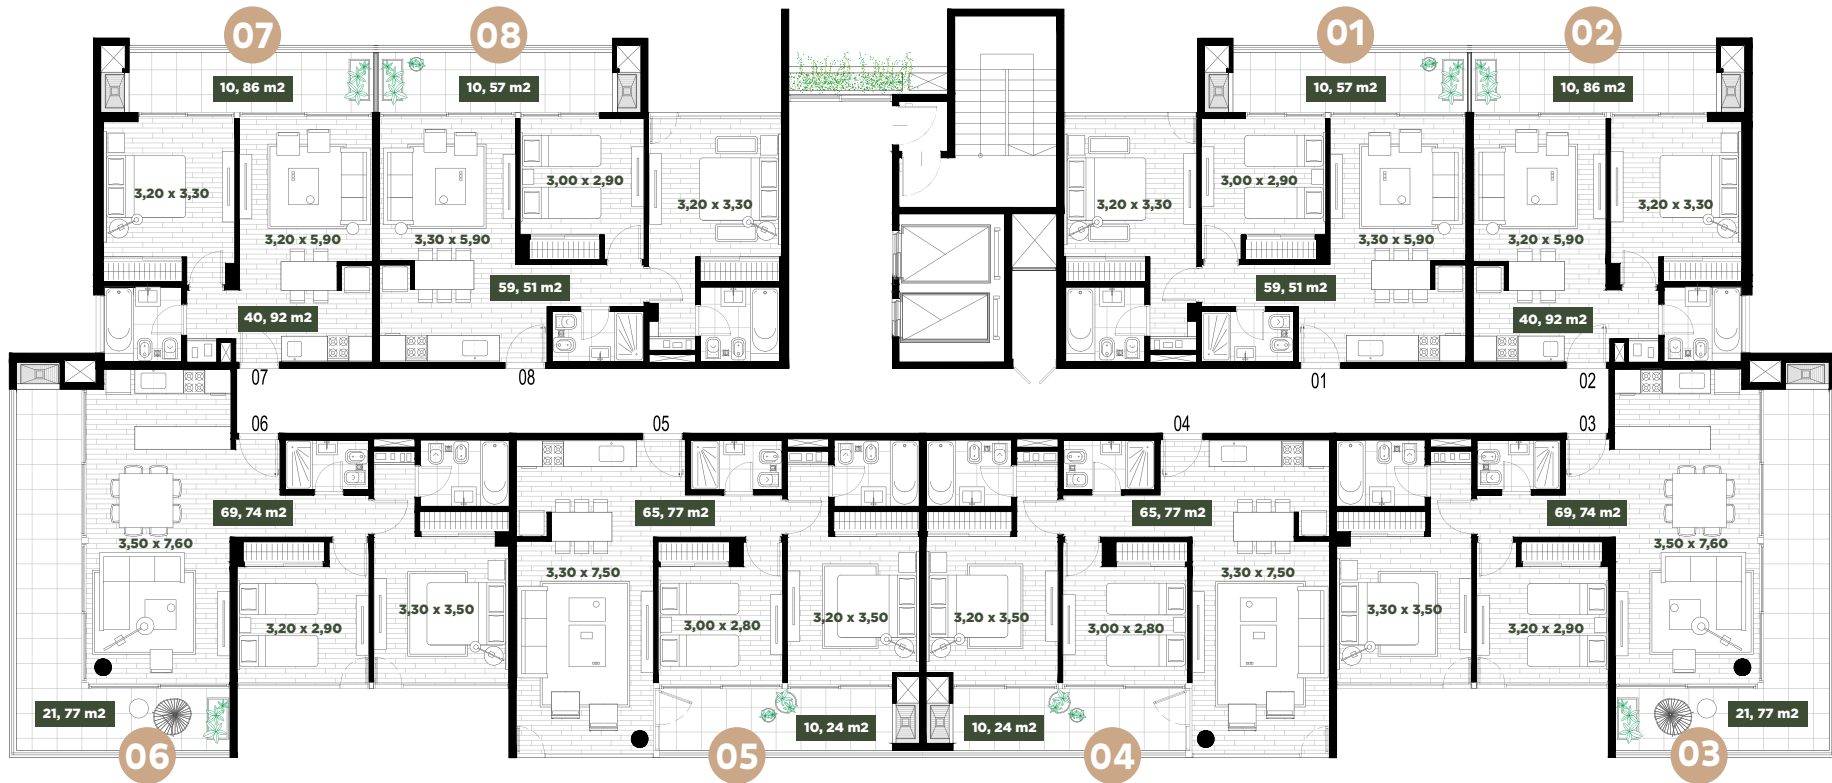 07
08
01
02
10, 86 m2
10, 57 m2
10, 57 m2
10, 86 m2
3,20 x 3,30
3,00 x 2,90
3,20 x 3,30
3,20 x 3,30
3,00 x 2,90
3,20 x 3,30
3,20 x 5,90
3,30 x 5,90
3,30 x 5,90
3,20 x 5,90
59, 51 m2
59, 51 m2
40, 92 m2
40, 92 m2
07
08
01
02
06
05
04
03
69, 74 m2
65, 77 m2
65, 77 m2
69, 74 m2
3,50 x 7,60
3,50 x 7,60
3,30 x 7,50
3,30 x 7,50
3,30 x 3,50
3,20 x 3,50
3,20 x 3,50
3,30 x 3,50
3,20 x 2,90
3,00 x 2,80
3,00 x 2,80
3,20 x 2,90
21, 77 m2
10, 24 m2
10, 24 m2
21, 77 m2
06
05
04
03